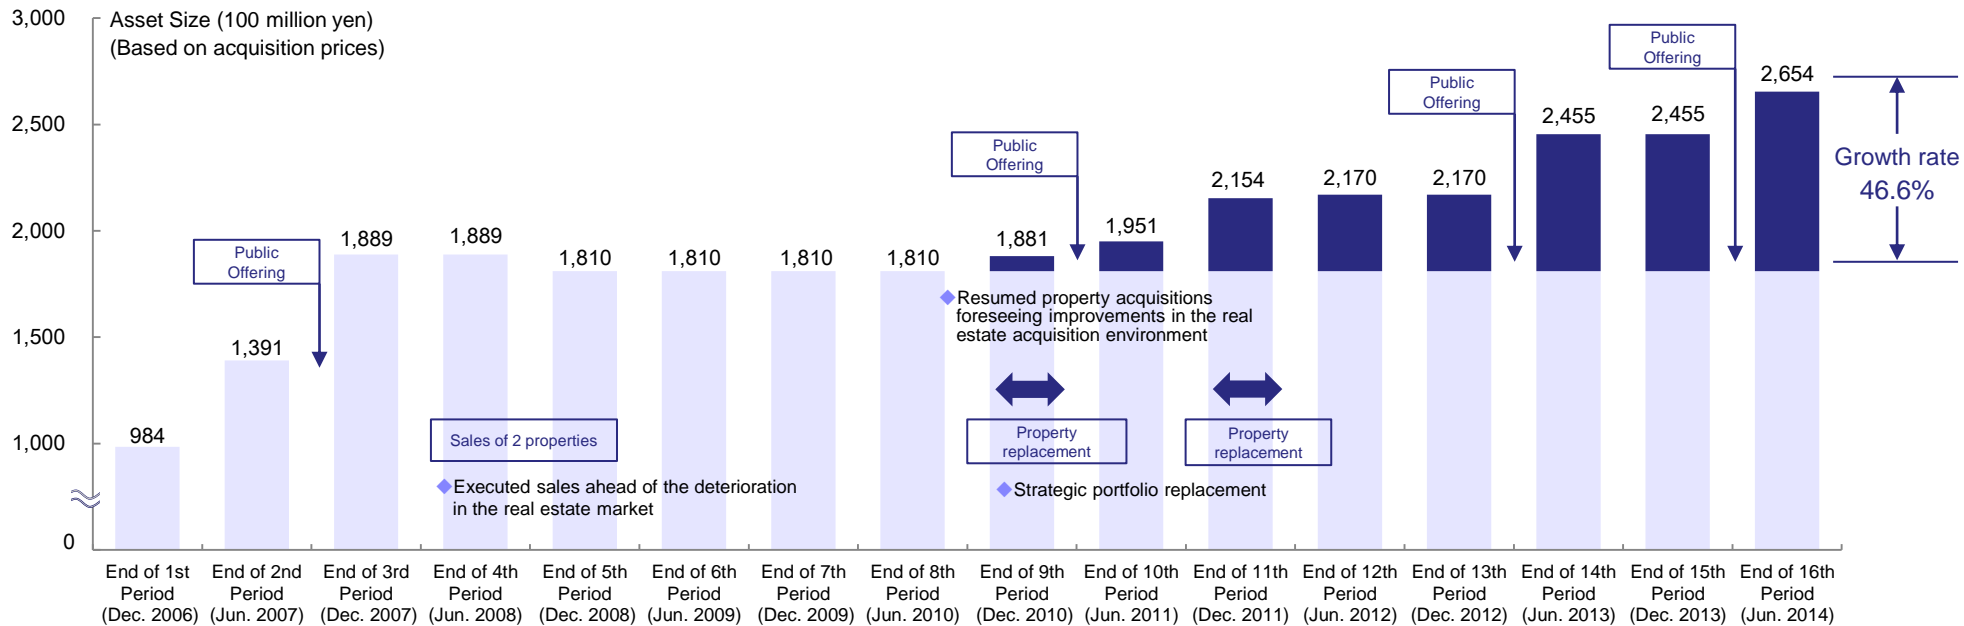 Asset Size (100 million yen)
(Based on acquisition prices)
3,000
2,500
2,000
1,500
1,000
0
Public
Offering
Public
Offering
Public
Offering
Public
Offering
984
1,391
1,889
1,889
1,810
1,810
1,810
1,810
1,881
1,951
2,154
2,170
2,170
2,455
2,455
2,654
Growth rate
46.6%
◆Resumed property acquisitions
foreseeing improvements in the real
estate acquisition environment
Sales of 2 properties
◆Executed sales ahead of the deterioration
in the real estate market
Property
replacement
Property
replacement
◆Strategic portfolio replacement
End of 1st
Period
(Dec. 2006)
End of 2nd
Period
(Jun. 2007)
End of 3rd
Period
(Dec. 2007)
End of 4th
Period
(Jun. 2008)
End of 5th
Period
(Dec. 2008)
End of 6th
Period
(Jun. 2009)
End of 7th
Period
(Dec. 2009)
End of 8th
Period
(Jun. 2010)
End of 9th
Period
(Dec. 2010)
End of 10th
Period
(Jun. 2011)
End of 11th
Period
(Dec. 2011)
End of 12th
Period
(Jun. 2012)
End of 13th
Period
(Dec. 2012)
End of 14th
Period
(Jun. 2013)
End of 15th
Period
(Dec. 2013)
End of 16th
Period
(Jun. 2014)